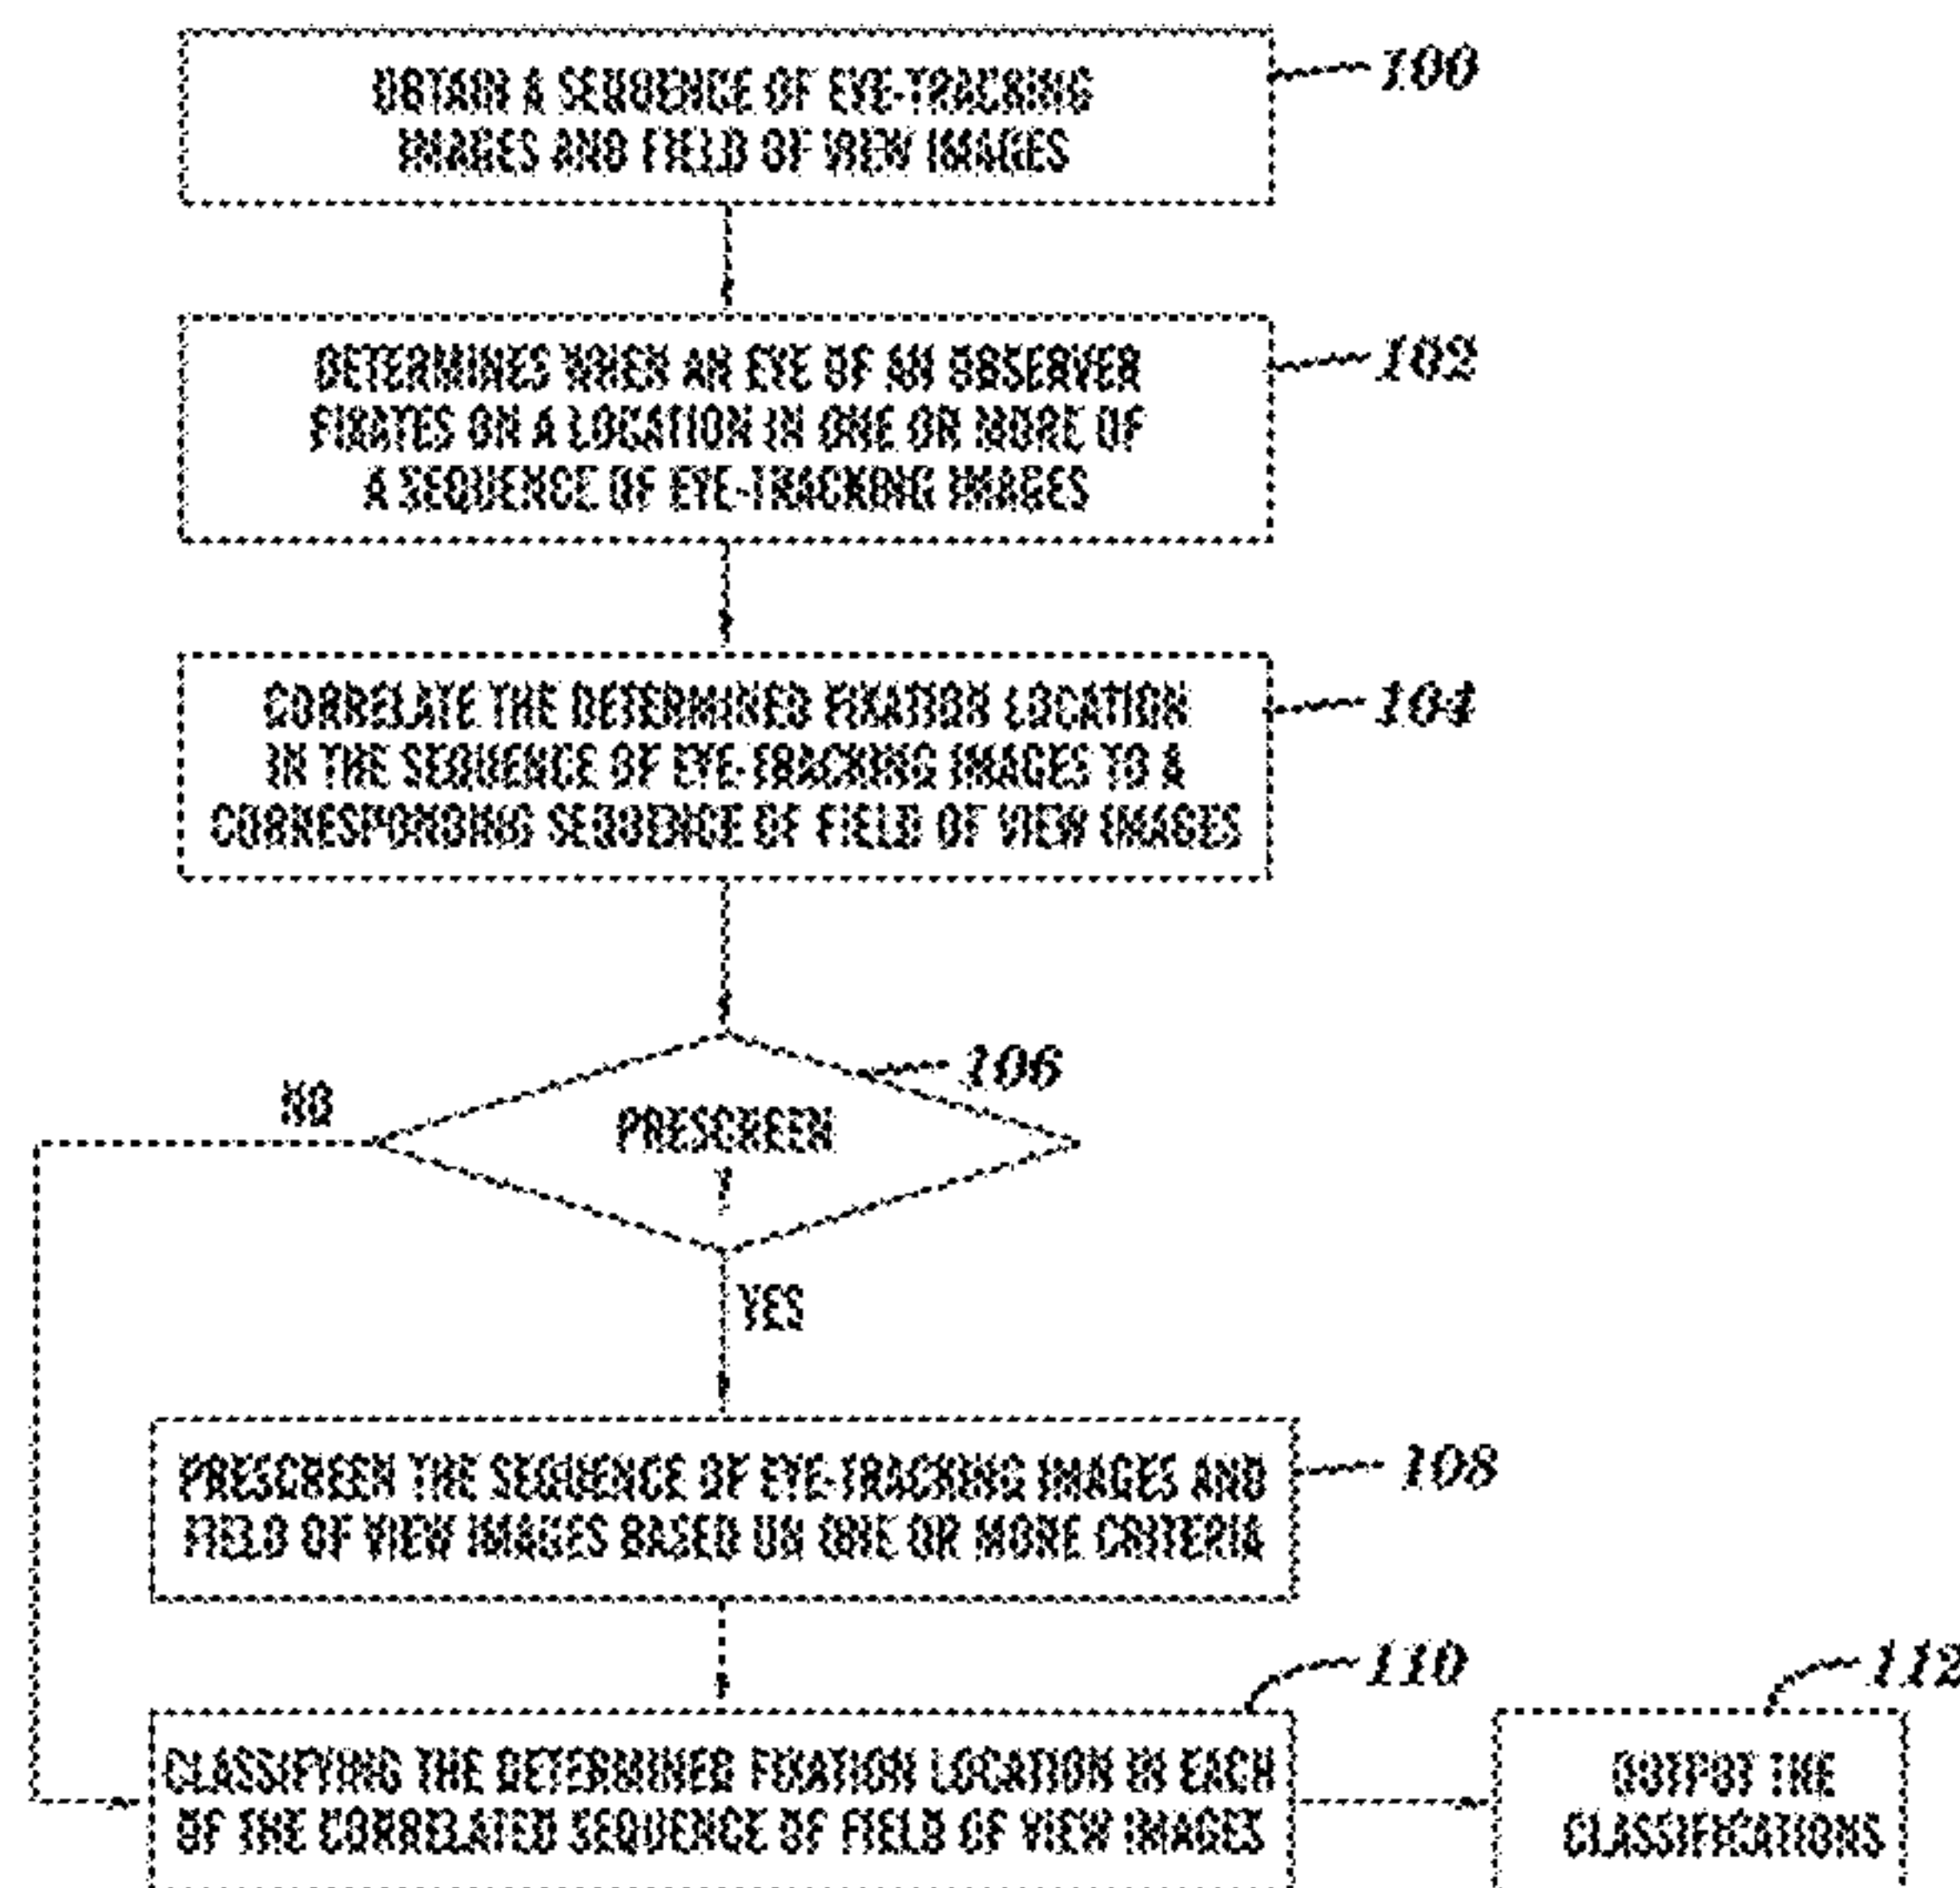 OBTAIN A SEQUENCE OF EYE-TRACKING
IMAGES AND FIELD OF VIEW IMAGES
100
DETERMINES WHEN AN EYE OF AN OBSERVER
FIXATES ON A LOCATION IN ONE OR MORE OF
A SEQUENCE OF EYE-TRACKING IMAGES
102
CORRELATE THE DETERMINED FIXATION LOCATION
IN THE SEQUENCE OF EYE-TRACKING IMAGES TO A
CORRESPONDING SEQUENCE OF FIELD OF VIEW IMAGES
104
106
NO
PRESCREEN
?
YES
PRESCREEN THE SEQUENCE OF EYE-TRACKING IMAGES AND
FIELD OF VIEW IMAGES BASED ON ONE OR MORE CRITERIA
108
110
CLASSIFYING THE DETERMINED FIXATION LOCATION IN EACH
OF THE CORRELATED SEQUENCE OF FIELD OF VIEW IMAGES
112
OUTPUT THE
CLASSIFICATIONS